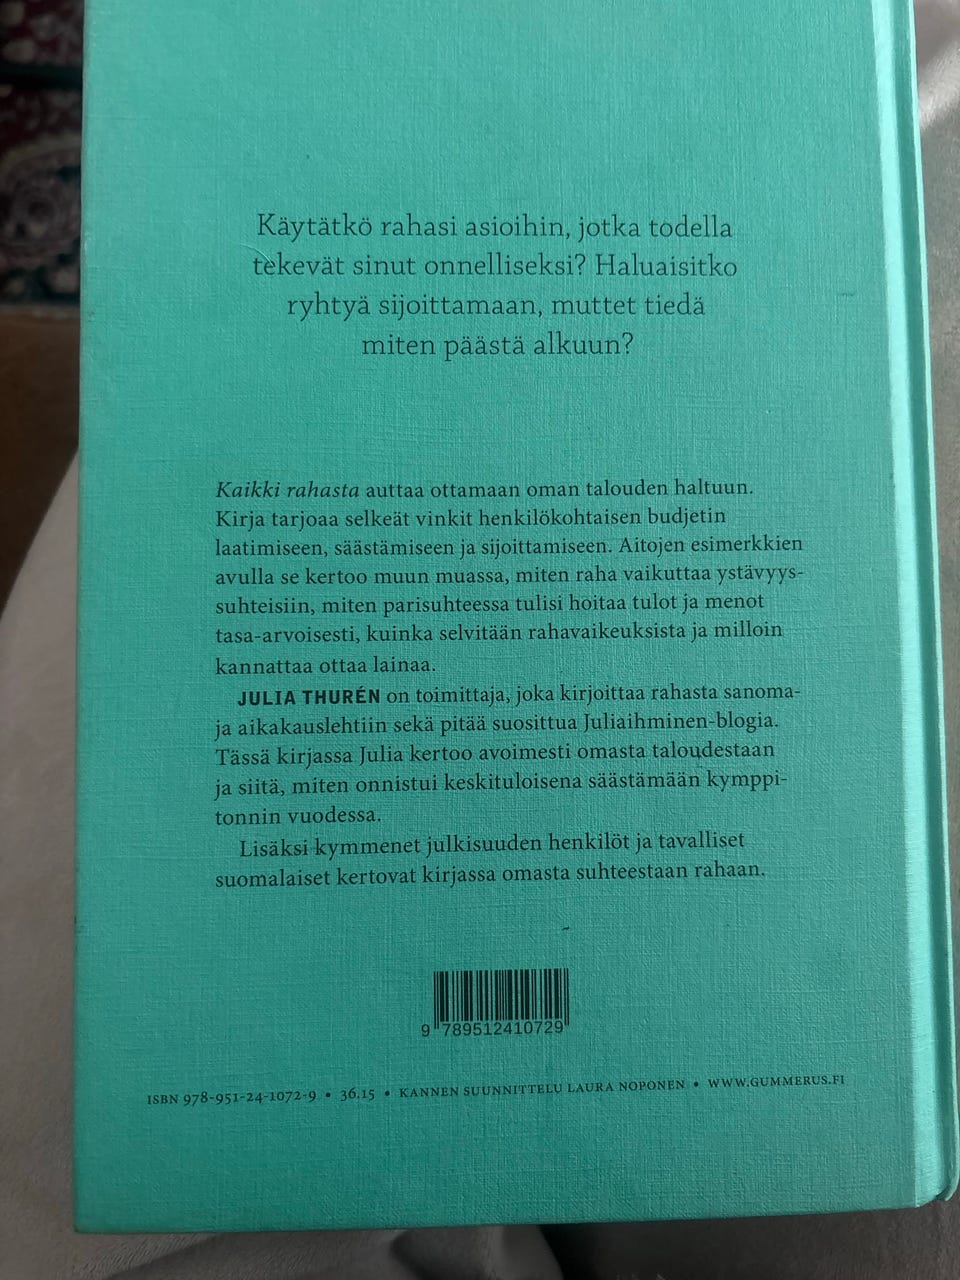 Käytätkö rahasi asioihin, jotka todella
tekevät sinut onnelliseksi? Haluaisitko
ryhtyä sijoittamaan, muttet tiedä
miten päästä alkuun?
Kaikki rahasta auttaa ottamaan oman talouden haltuun.
Kirja tarjoaa selkeät vinkit henkilökohtaisen budjetin
laatimiseen, säästämiseen ja sijoittamiseen. Aitojen esimerkkien
avulla se kertoo muun muassa, miten raha vaikuttaa ystävyys-
suhteisiin, miten parisuhteessa tulisi hoitaa tulot ja menot
tasa-arvoisesti, kuinka selvitään rahavaikeuksista ja milloin
kannattaa ottaa lainaa.
JULIA THURÉN on toimittaja, joka kirjoittaa rahasta sanoma-
ja aikakauslehtiin sekä pitää suosittua Juliaihminen-blogia.
Tässä kirjassa Julia kertoo avoimesti omasta taloudestaan
ja siitä, miten onnistui keskituloisena säästämään kymppi-
tonnin vuodessa.
Lisäksi kymmenet julkisuuden henkilöt ja tavalliset
suomalaiset kertovat kirjassa omasta suhteestaan rahaan.
9 789512410729
ISBN 978-951-24-1072-9 • 36.15 • KANNEN SUUNNITTELU LAURA NOPONEN • WWW.GUMMERUS.FI